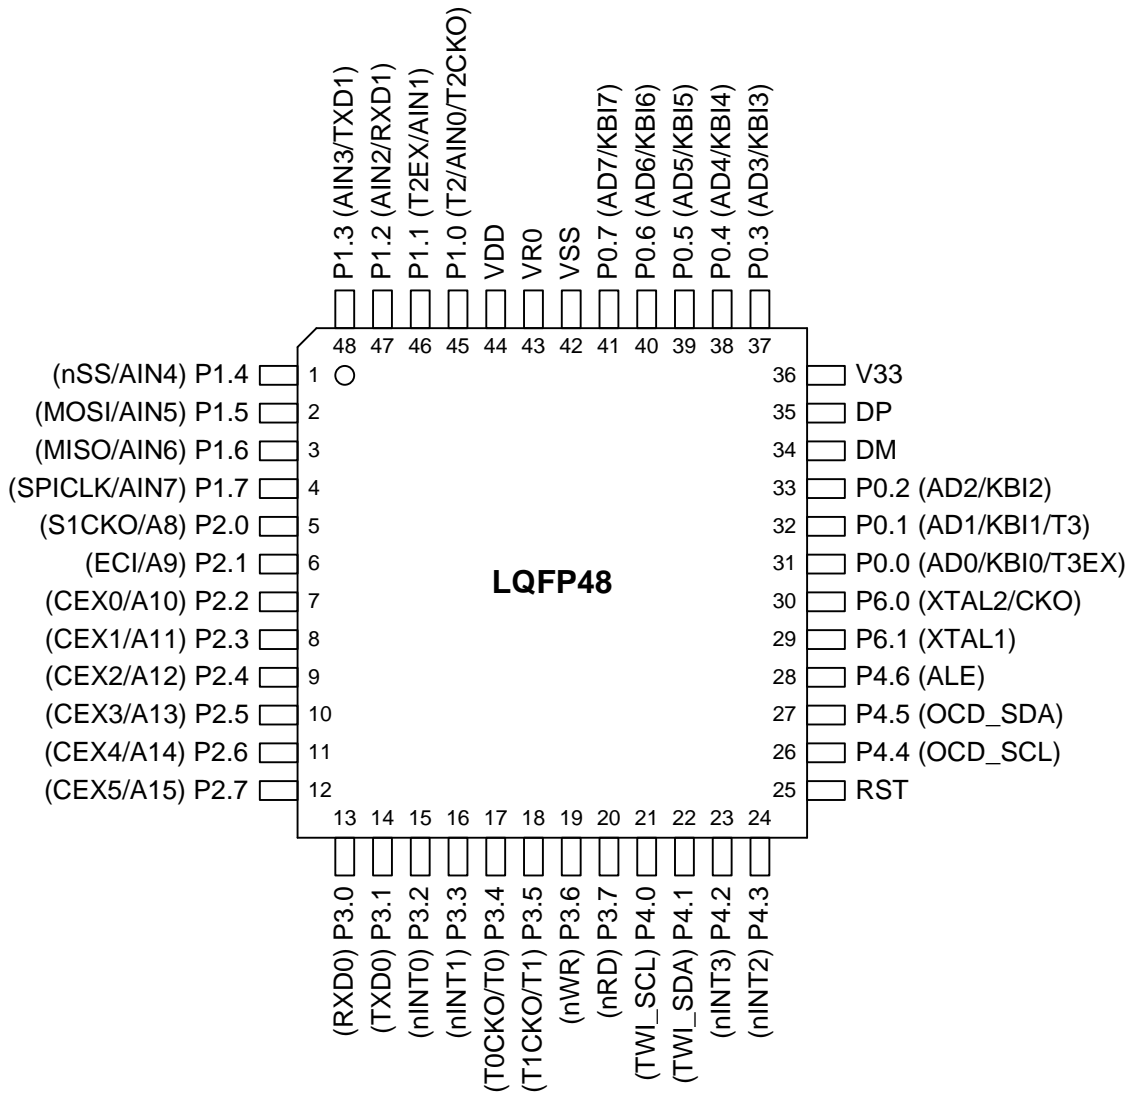 P1.3 (AIN3/TXD1)
P1.2 (AIN2/RXD1)
P1.1 (T2EX/AIN1)
P1.0 (T2/AIN0/T2CKO)
VDD
VR0
VSS
P0.7 (AD7/KBI7)
P0.6 (AD6/KBI6)
P0.5 (AD5/KBI5)
P0.4 (AD4/KBI4)
P0.3 (AD3/KBI3)
48 47 46 45 44 43 42 41 40 39 38 37
(nSS/AIN4) P1.4 1 36 V33
(MOSI/AIN5) P1.5 2 35 DP
(MISO/AIN6) P1.6 3 34 DM
(SPICLK/AIN7) P1.7 4 33 P0.2 (AD2/KBI2)
(S1CKO/A8) P2.0 5 32 P0.1 (AD1/KBI1/T3)
(ECI/A9) P2.1 6 31 P0.0 (AD0/KBI0/T3EX)
LQFP48
(CEX0/A10) P2.2 7 30 P6.0 (XTAL2/CKO)
(CEX1/A11) P2.3 8 29 P6.1 (XTAL1)
(CEX2/A12) P2.4 9 28 P4.6 (ALE)
(CEX3/A13) P2.5 10 27 P4.5 (OCD_SDA)
(CEX4/A14) P2.6 11 26 P4.4 (OCD_SCL)
(CEX5/A15) P2.7 12 25 RST
13 14 15 16 17 18 19 20 21 22 23 24
(RXD0) P3.0
(TXD0) P3.1
(nINT0) P3.2
(nINT1) P3.3
(T0CKO/T0) P3.4
(T1CKO/T1) P3.5
(nWR) P3.6
(nRD) P3.7
(TWI_SCL) P4.0
(TWI_SDA) P4.1
(nINT3) P4.2
(nINT2) P4.3